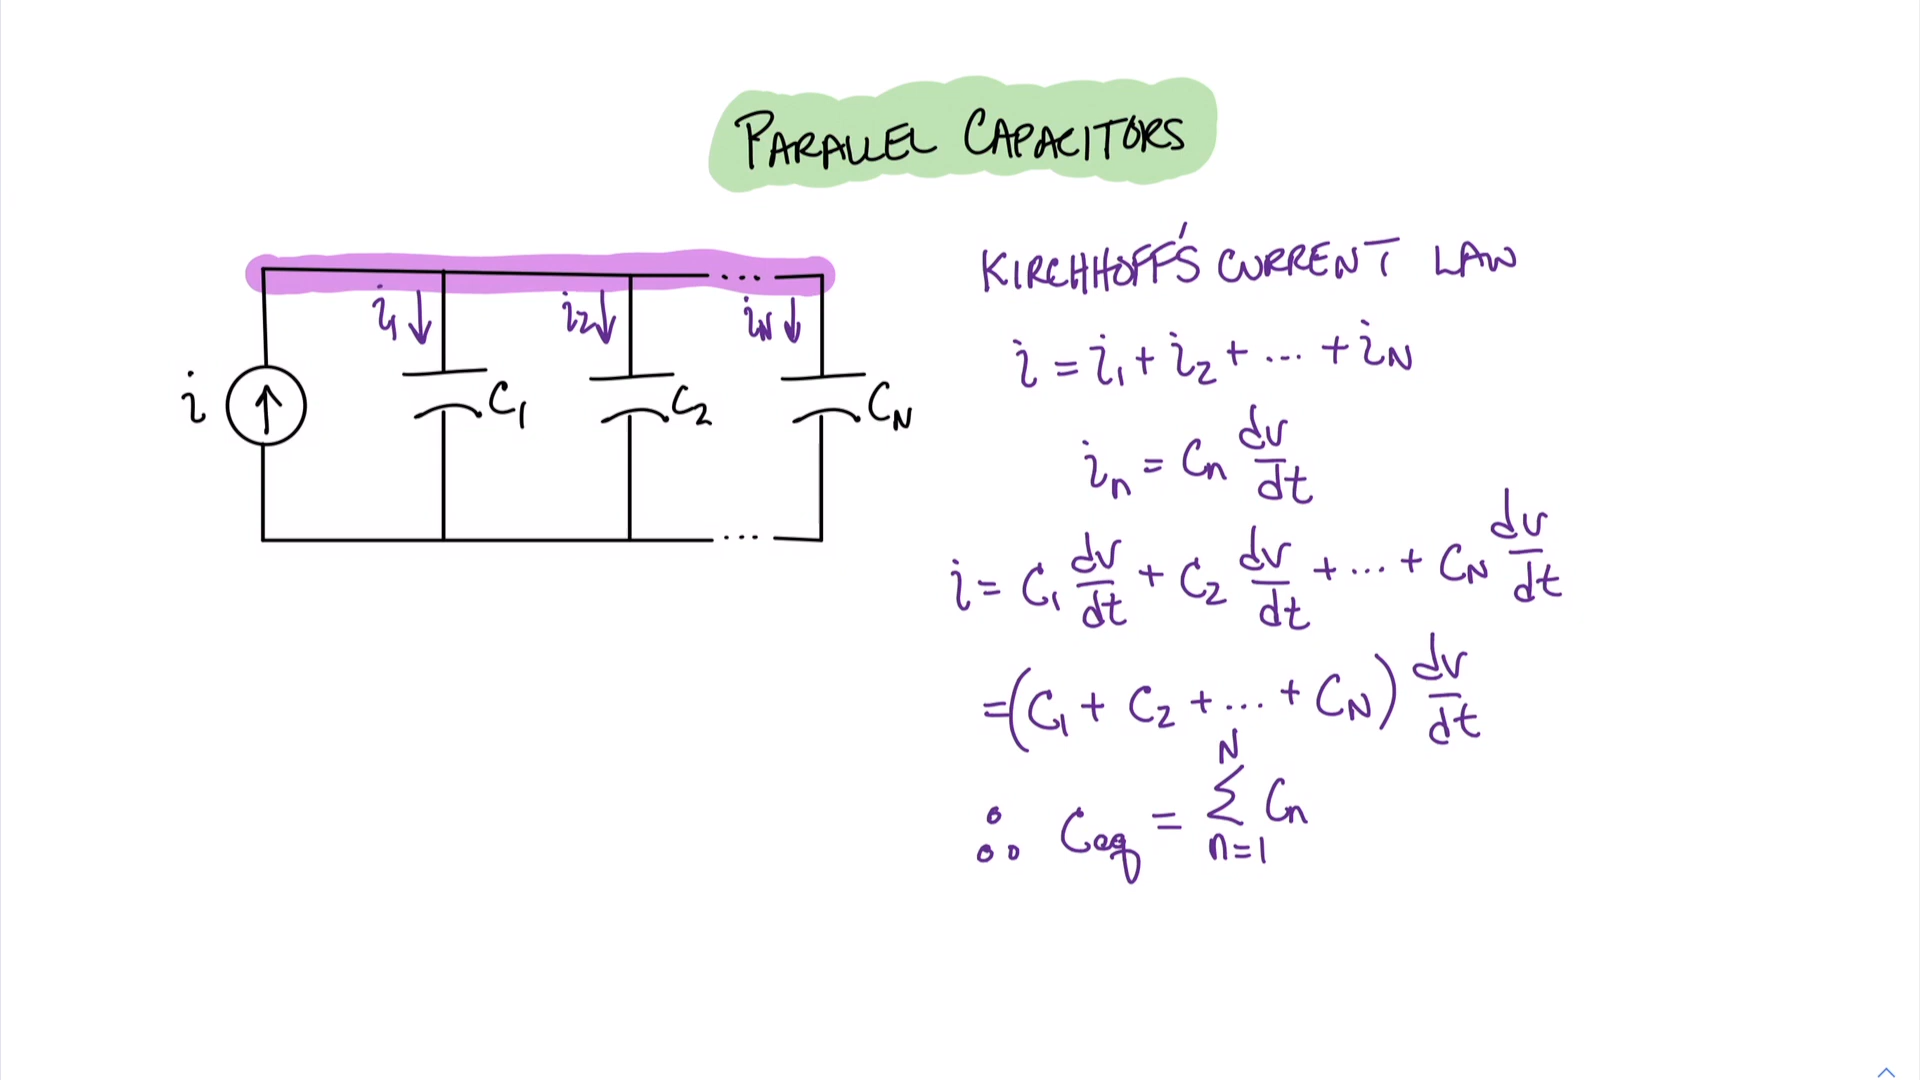 PARALLEL CAPACITORS
i
i₁ i₂ ... iN
C₁ C₂ CN
...
KIRCHHOFF'S CURRENT LAW
i = i₁ + i₂ + ... + iN
iₙ = Cₙ dv/dt
i = C₁ dv/dt + C₂ dv/dt + ... + CN dv/dt
= (C₁ + C₂ + ... + CN) dv/dt
∴ Ceq = N Σ n=1 Cₙ